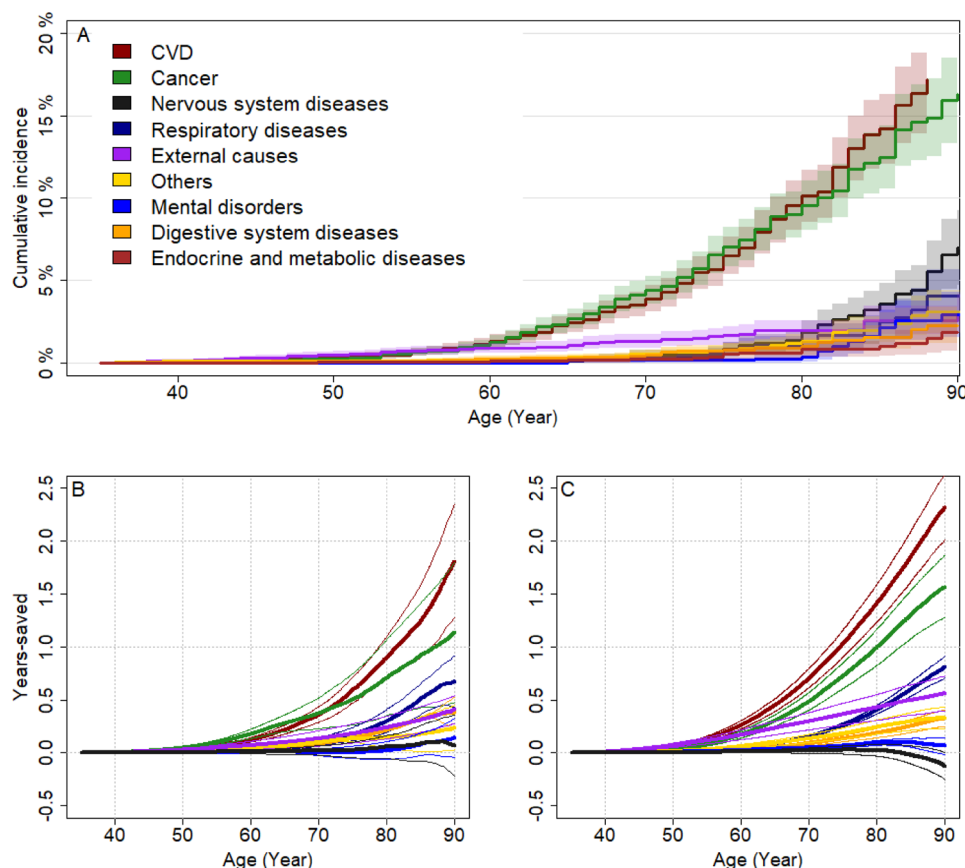 A
CVD
Cancer
Nervous system diseases
Respiratory diseases
External causes
Others
Mental disorders
Digestive system diseases
Endocrine and metabolic diseases
Cumulative incidence
0 %
5 %
10 %
15 %
20 %
40 50 60 70 80 90
Age (Year)
B
Years-saved
-0.5 0.0 0.5 1.0 1.5 2.0 2.5
40 50 60 70 80 90
Age (Year)
C
-0.5 0.0 0.5 1.0 1.5 2.0 2.5
40 50 60 70 80 90
Age (Year)